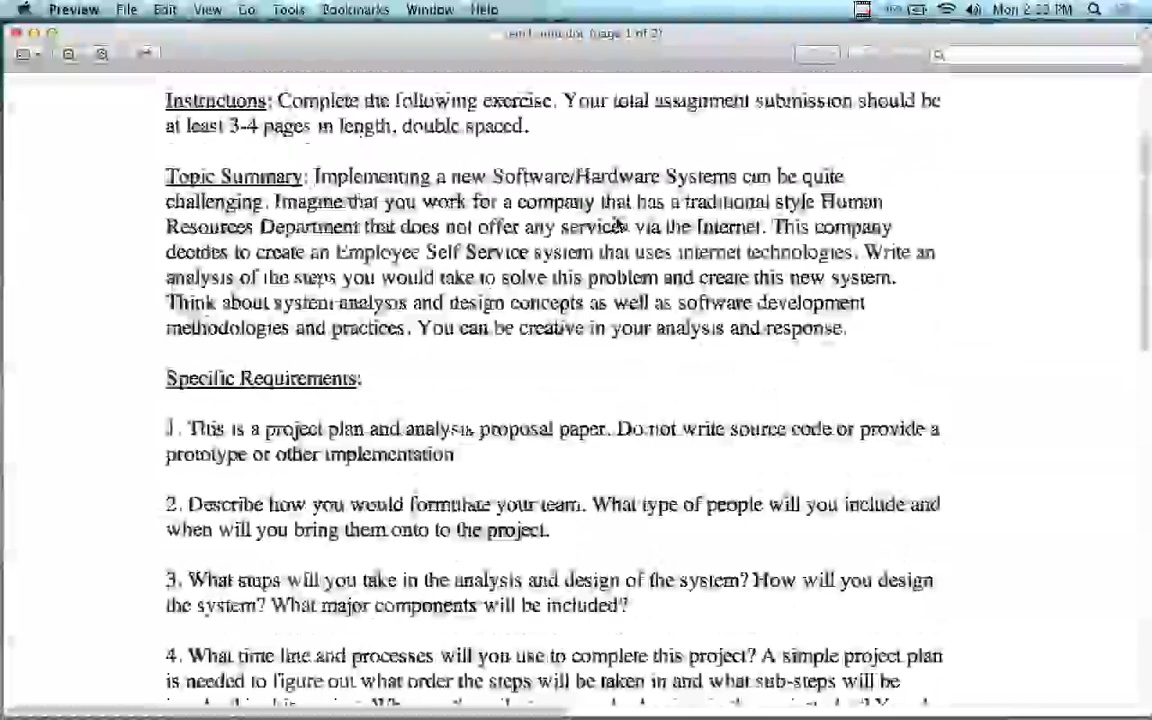 Preview File Edit View Go Tools Bookmarks Window Help Mon 2:33 PM
(page 1 of 2)
Instructions: Complete the following exercise. Your total assignment submission should be
at least 3-4 pages in length, double spaced.
Topic Summary: Implementing a new Software/Hardware Systems can be quite
challenging. Imagine that you work for a company that has a traditional style Human
Resources Department that does not offer any services via the Internet. This company
decides to create an Employee Self Service system that uses internet technologies. Write an
analysis of the steps you would take to solve this problem and create this new system.
Think about system analysis and design concepts as well as software development
methodologies and practices. You can be creative in your analysis and response.
Specific Requirements:
1. This is a project plan and analysis proposal paper. Do not write source code or provide a
prototype or other implementation
2. Describe how you would formulate your team. What type of people will you include and
when will you bring them onto to the project.
3. What steps will you take in the analysis and design of the system? How will you design
the system? What major components will be included?
4. What time line and processes will you use to complete this project? A simple project plan
is needed to figure out what order the steps will be taken in and what sub-steps will be